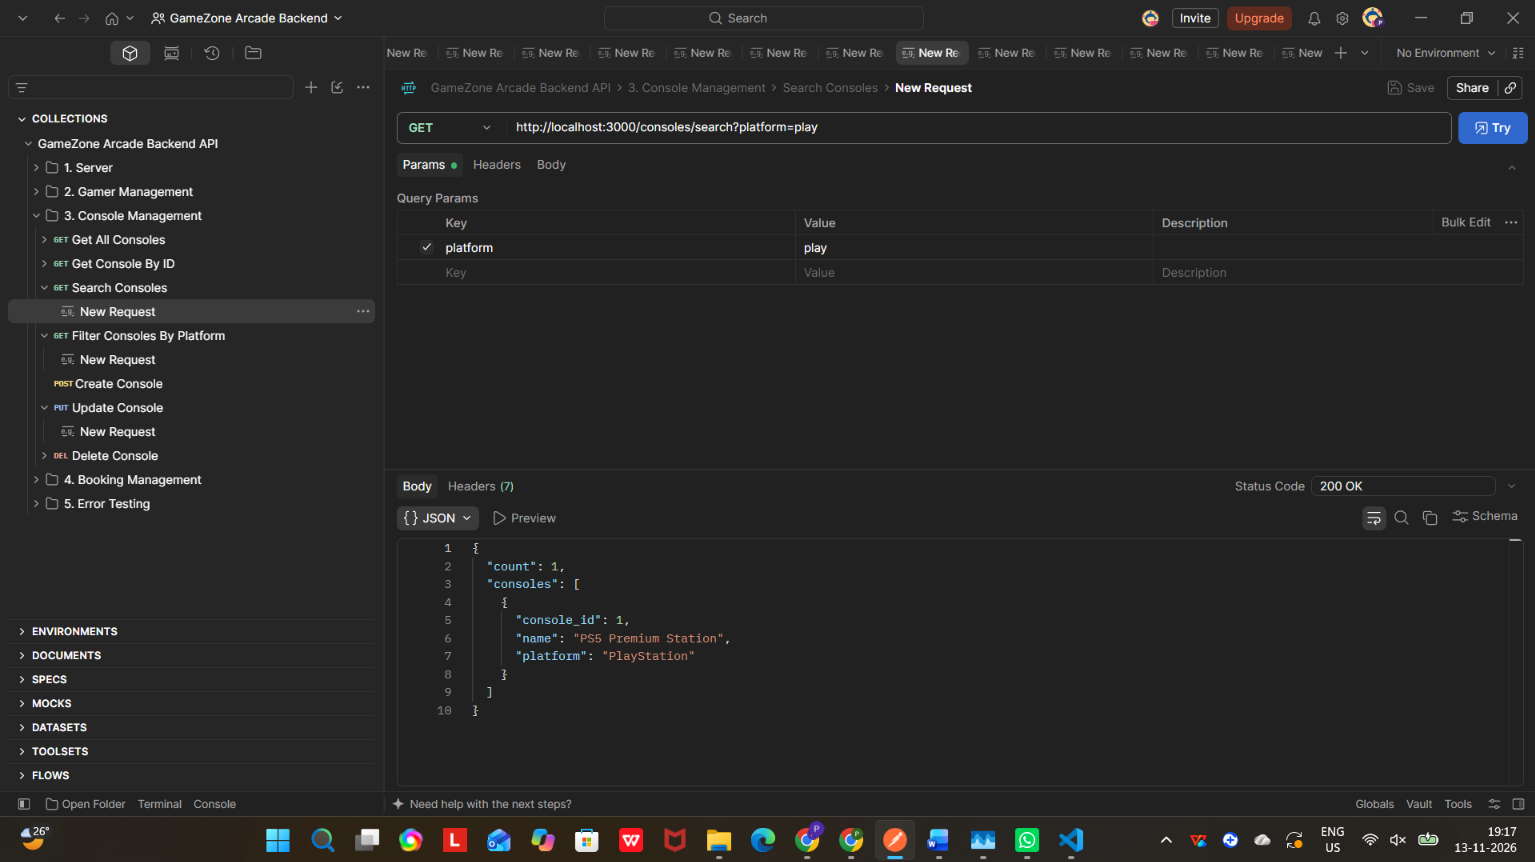 GameZone Arcade Backend
Search
Invite
Upgrade
New Re
New Re
New Re
New Re
New Re
New Re
New Re
New Re
New Re
New Re
New Re
New Re
New
No Environment
HTTP
GameZone Arcade Backend API > 3. Console Management > Search Consoles > New Request
Save
Share
COLLECTIONS
GameZone Arcade Backend API
1. Server
2. Gamer Management
3. Console Management
GET Get All Consoles
GET Get Console By ID
GET Search Consoles
e.g. New Request
GET Filter Consoles By Platform
e.g. New Request
POST Create Console
PUT Update Console
e.g. New Request
DEL Delete Console
4. Booking Management
5. Error Testing
ENVIRONMENTS
DOCUMENTS
SPECS
MOCKS
DATASETS
TOOLSETS
FLOWS
GET
http://localhost:3000/consoles/search?platform=play
Try
Params
Headers
Body
Query Params
Key Value Description Bulk Edit
platform play
Key Value Description
Body
Headers (7)
Status Code 200 OK
{} JSON
Preview
Schema
1 {
2 "count": 1,
3 "consoles": [
4 {
5 "console_id": 1,
6 "name": "PS5 Premium Station",
7 "platform": "PlayStation"
8 }
9 ]
10 }
Open Folder Terminal Console
Need help with the next steps?
Globals Vault Tools
26°
L
W
P
P
W
ENG
US
19:17
13-11-2026